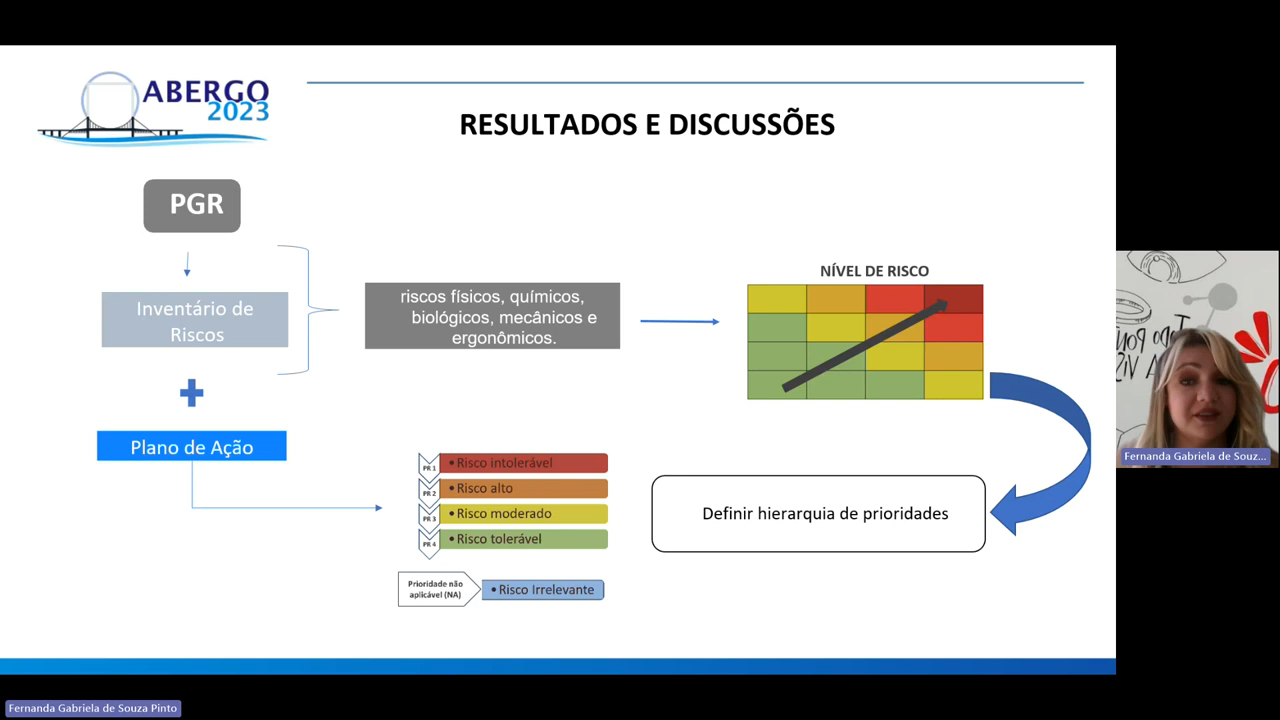 ABERGO
2023
RESULTADOS E DISCUSSÕES
PGR
Inventário de
Riscos
Plano de Ação
riscos físicos, químicos,
biológicos, mecânicos e
ergonômicos.
NÍVEL DE RISCO
PR 1
• Risco intolerável
PR 2
• Risco alto
PR 3
• Risco moderado
PR 4
• Risco tolerável
Prioridade não
aplicável (NA)
• Risco Irrelevante
Definir hierarquia de prioridades
Fernanda Gabriela de Souz...
Fernanda Gabriela de Souza Pinto